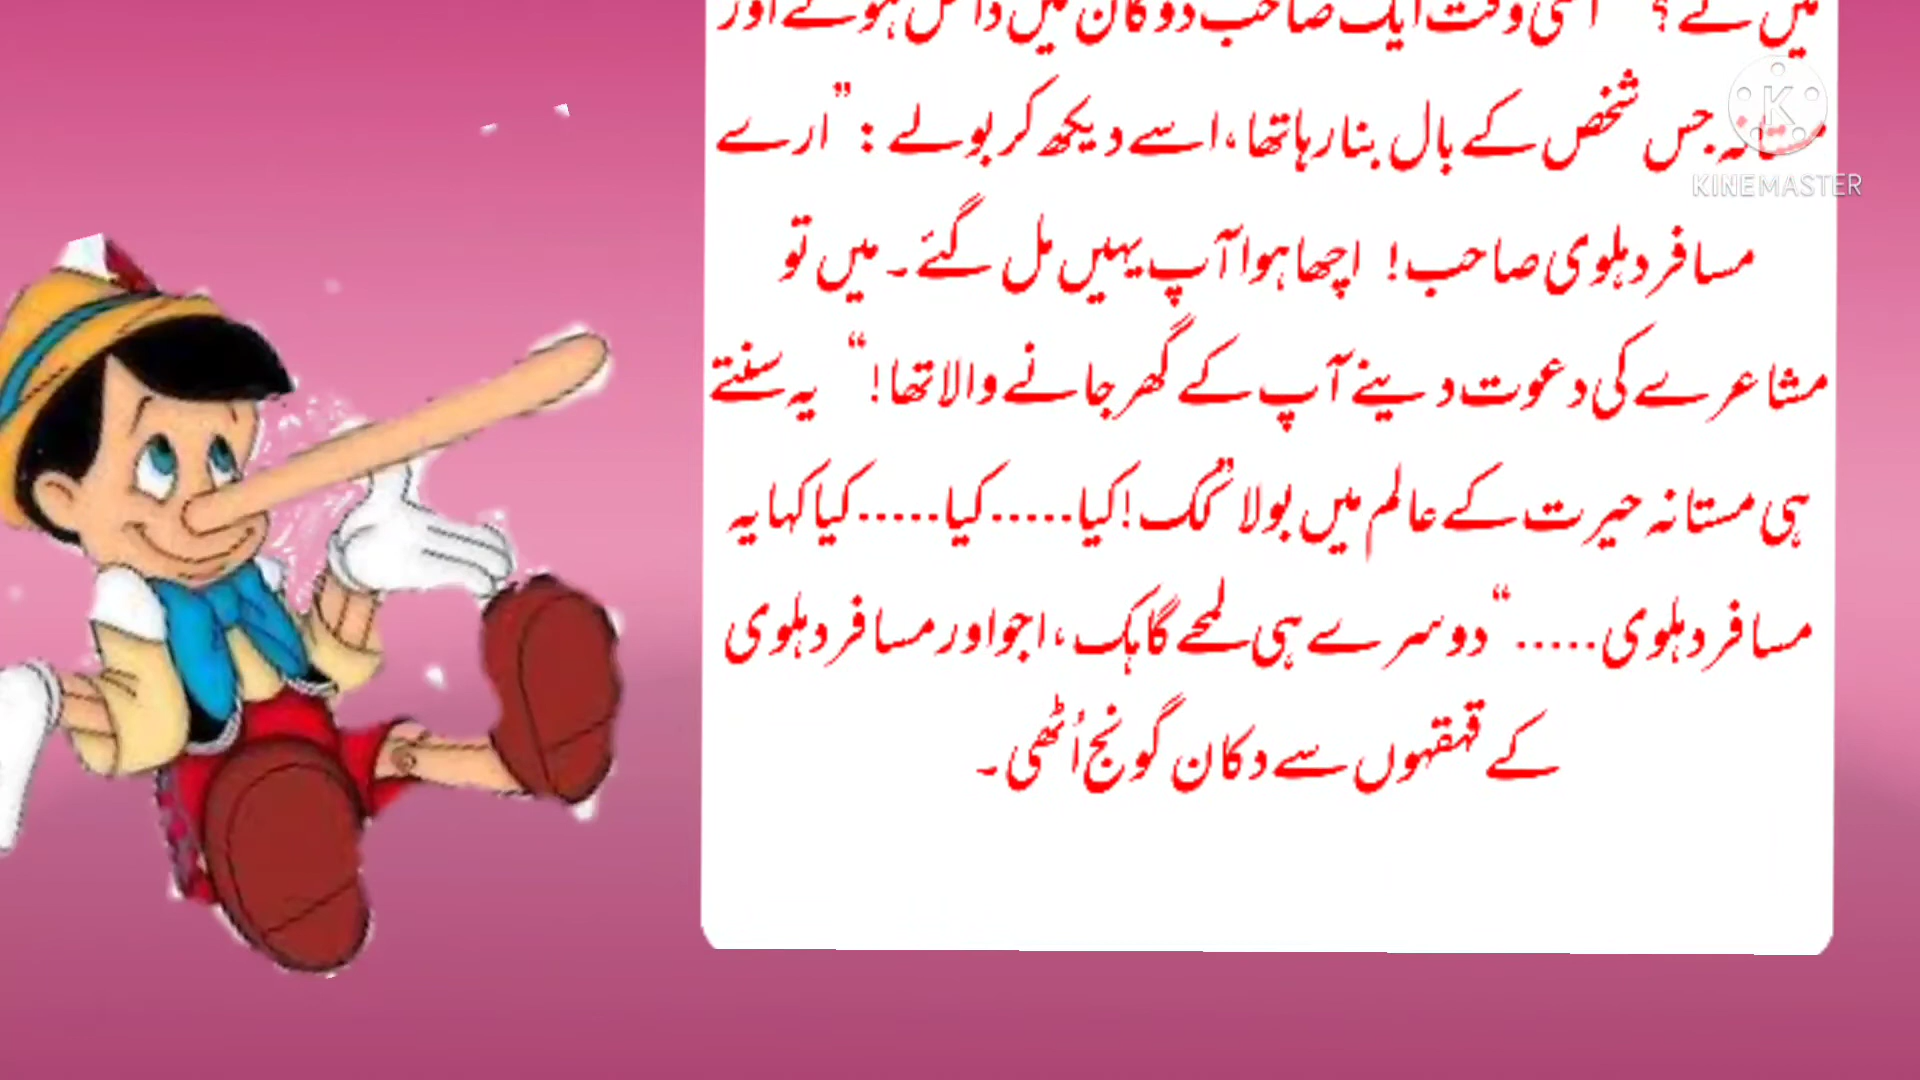 میں نے؟“ اسی وقت ایک صاحب دوکان میں داخل ہوئے اور
مستانہ جس شخص کے بال بنا رہا تھا، اسے دیکھ کر بولے : ”ارے
مسافر دہلوی صاحب! اچھا ہوا آپ یہیں مل گئے۔ میں تو
مشاعرے کی دعوت دینے آپ کے گھر جانے والا تھا!“ یہ سنتے
ہی مستانہ حیرت کے عالم میں بولا ”کک! کیا.....کیا.....کیا کہا یہ
مسافر دہلوی.....“ دوسرے ہی لمحے گاہک، اجو اور مسافر دہلوی
کے قہقہوں سے دکان گونج اُٹھی۔
K
KINEMASTER